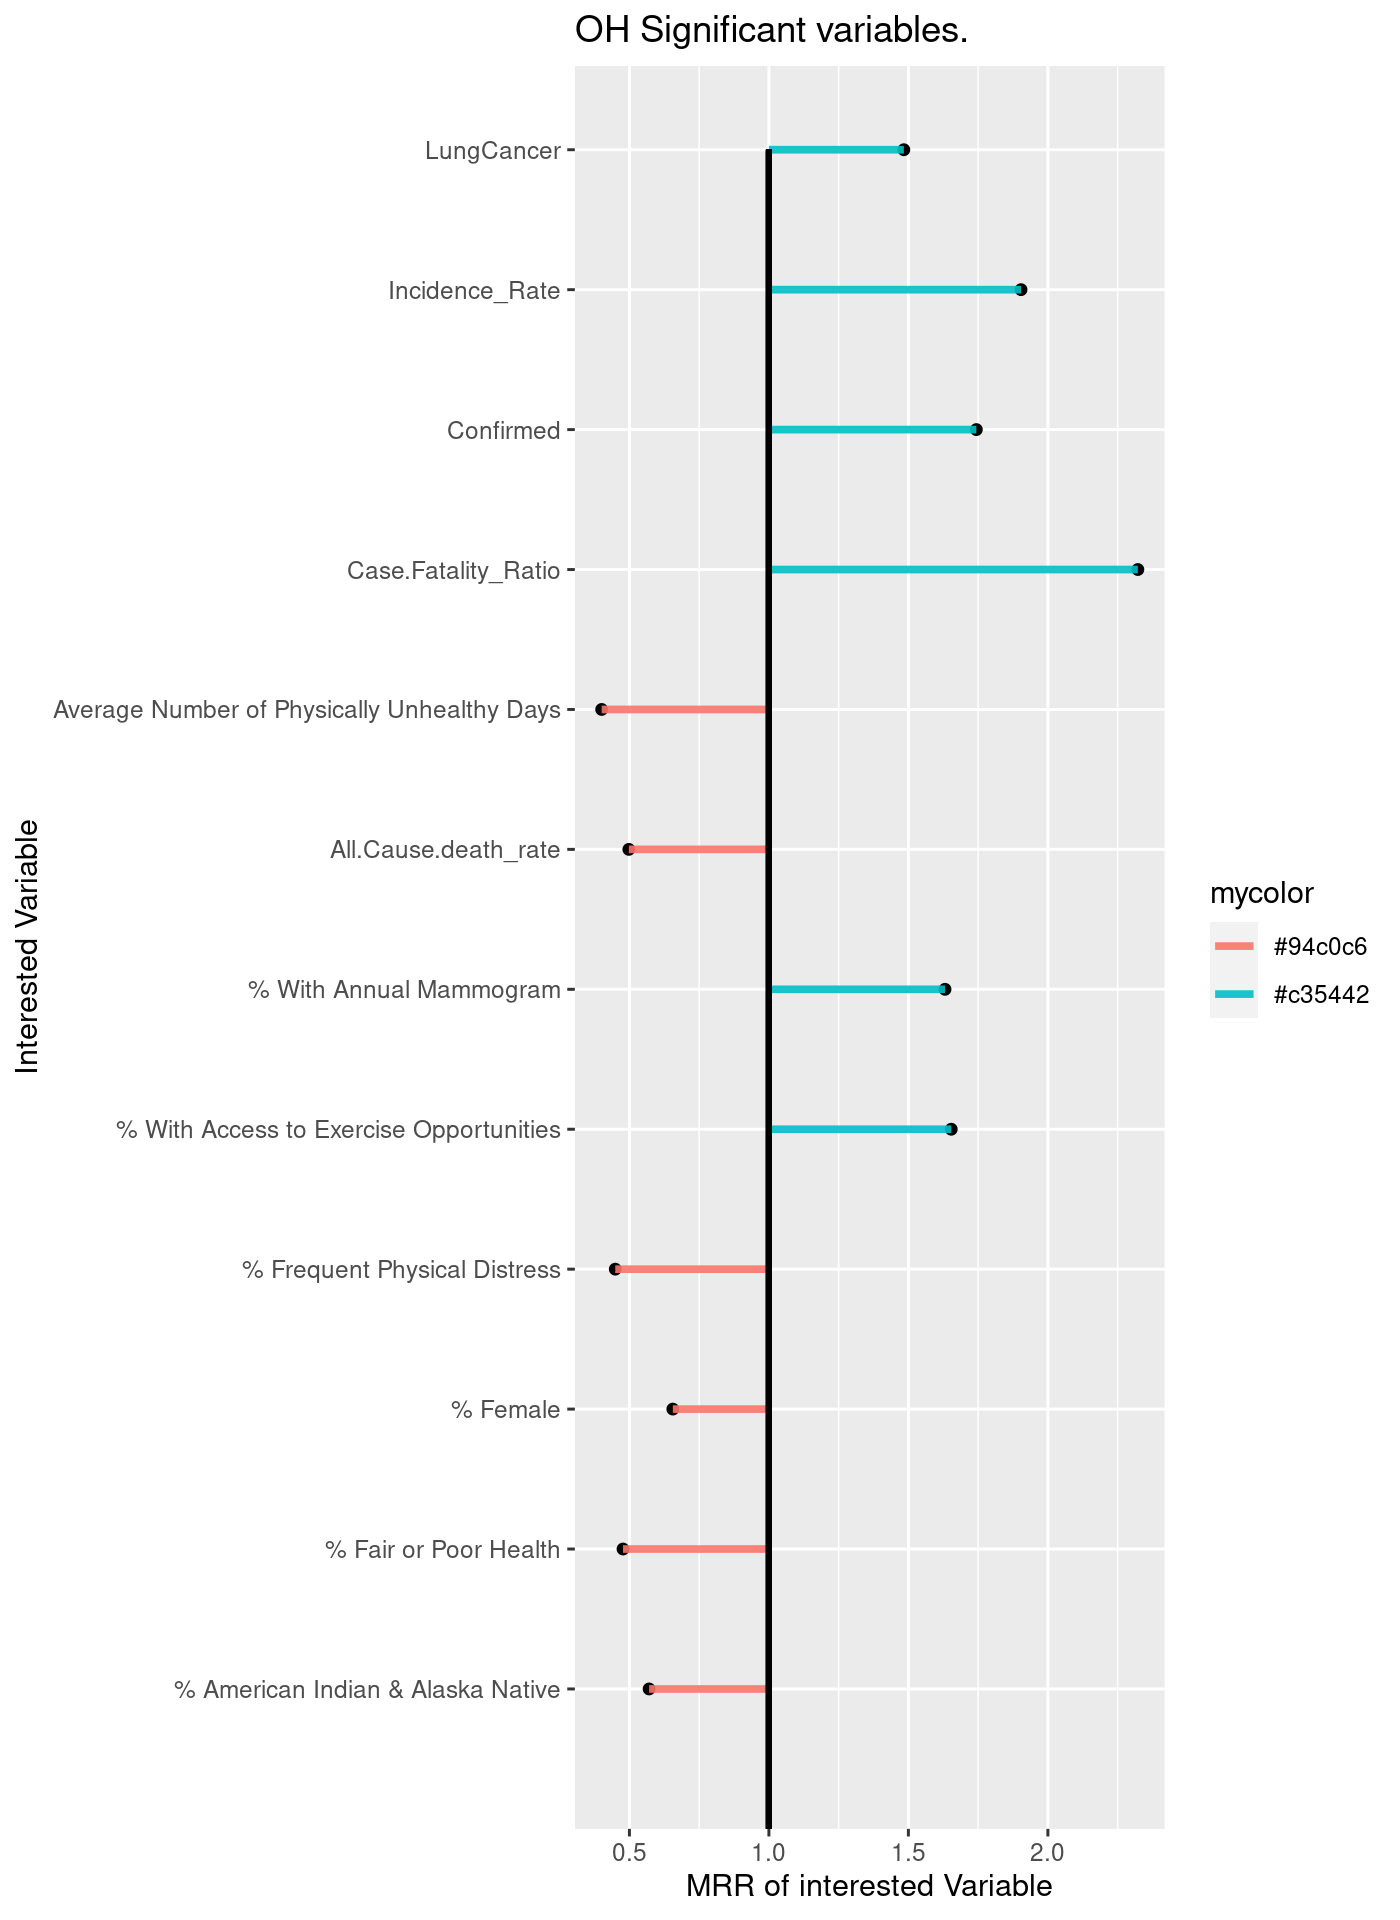 OH Significant variables.
LungCancer
Incidence_Rate
Confirmed
Case.Fatality_Ratio
Average Number of Physically Unhealthy Days
All.Cause.death_rate
% With Annual Mammogram
% With Access to Exercise Opportunities
% Frequent Physical Distress
% Female
% Fair or Poor Health
% American Indian & Alaska Native
Interested Variable
0.5 1.0 1.5 2.0
MRR of interested Variable
mycolor
#94c0c6
#c35442